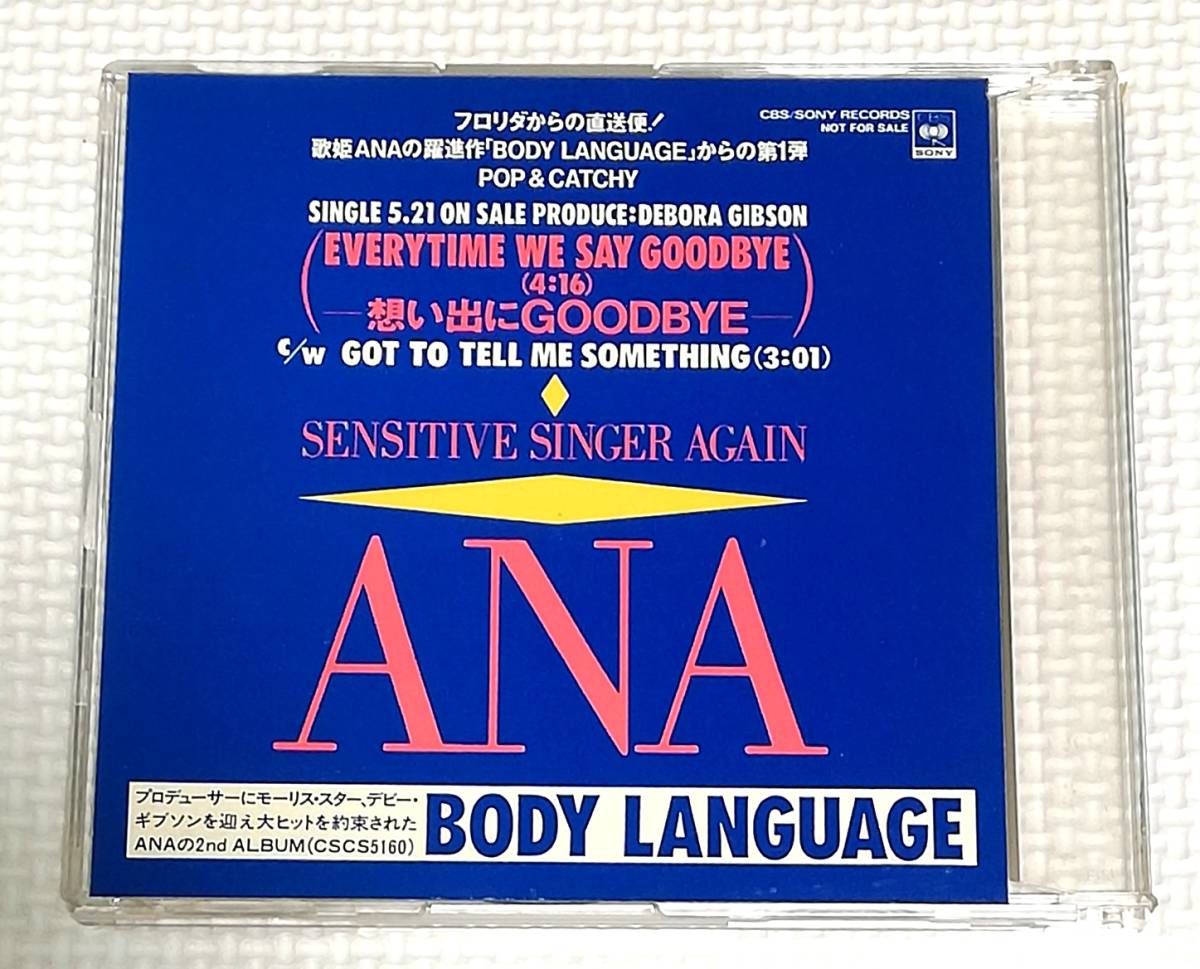 フロリダからの直送便!
歌姫ANAの躍進作「BODY LANGUAGE」からの第1弾
POP & CATCHY
CBS/SONY RECORDS
NOT FOR SALE
CBS
SONY
SINGLE 5.21 ON SALE PRODUCE:DEBORA GIBSON
(EVERYTIME WE SAY GOODBYE
(4:16)
—想い出にGOODBYE—)
c/w GOT TO TELL ME SOMETHING(3:01)
SENSITIVE SINGER AGAIN
ANA
プロデューサーにモーリス・スター、デビー・
ギブソンを迎え大ヒットを約束された
ANAの2nd ALBUM(CSCS5160)
BODY LANGUAGE